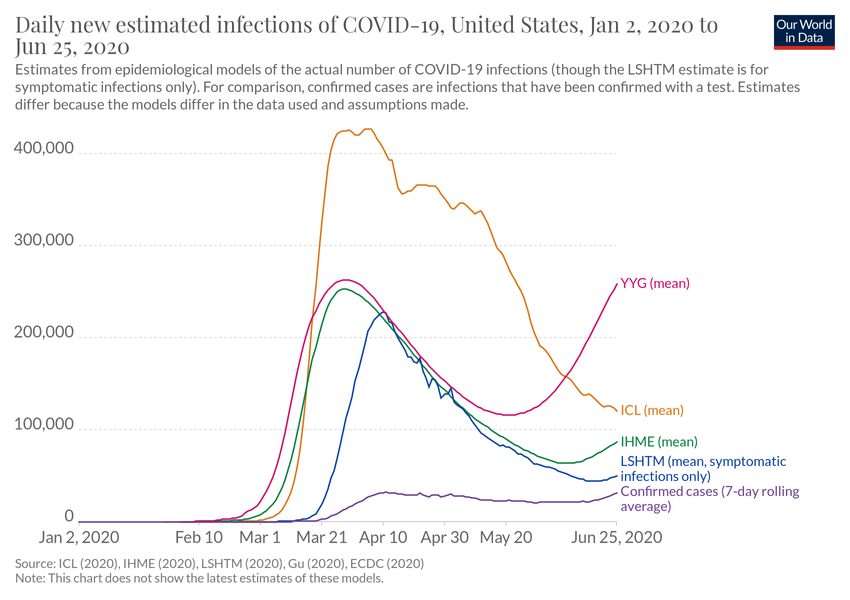 Daily new estimated infections of COVID-19, United States, Jan 2, 2020 to
Jun 25, 2020
Our World
in Data
Estimates from epidemiological models of the actual number of COVID-19 infections (though the LSHTM estimate is for
symptomatic infections only). For comparison, confirmed cases are infections that have been confirmed with a test. Estimates
differ because the models differ in the data used and assumptions made.
400,000
300,000
200,000
100,000
0
YYG (mean)
ICL (mean)
IHME (mean)
LSHTM (mean, symptomatic
infections only)
Confirmed cases (7-day rolling
average)
Jan 2, 2020
Feb 10
Mar 1
Mar 21
Apr 10
Apr 30
May 20
Jun 25, 2020
Source: ICL (2020), IHME (2020), LSHTM (2020), Gu (2020), ECDC (2020)
Note: This chart does not show the latest estimates of these models.